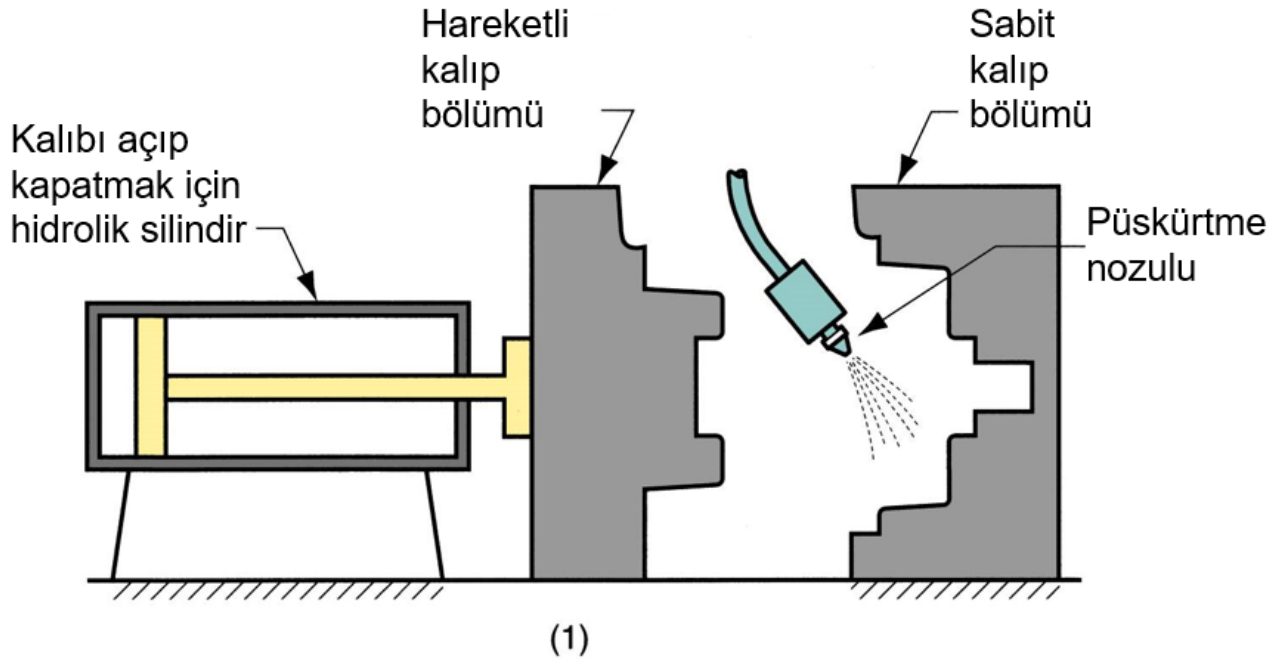 Hareketli
kalıp
bölümü
Sabit
kalıp
bölümü
Kalıbı açıp
kapatmak için
hidrolik silindir
Püskürtme
nozulu
(1)